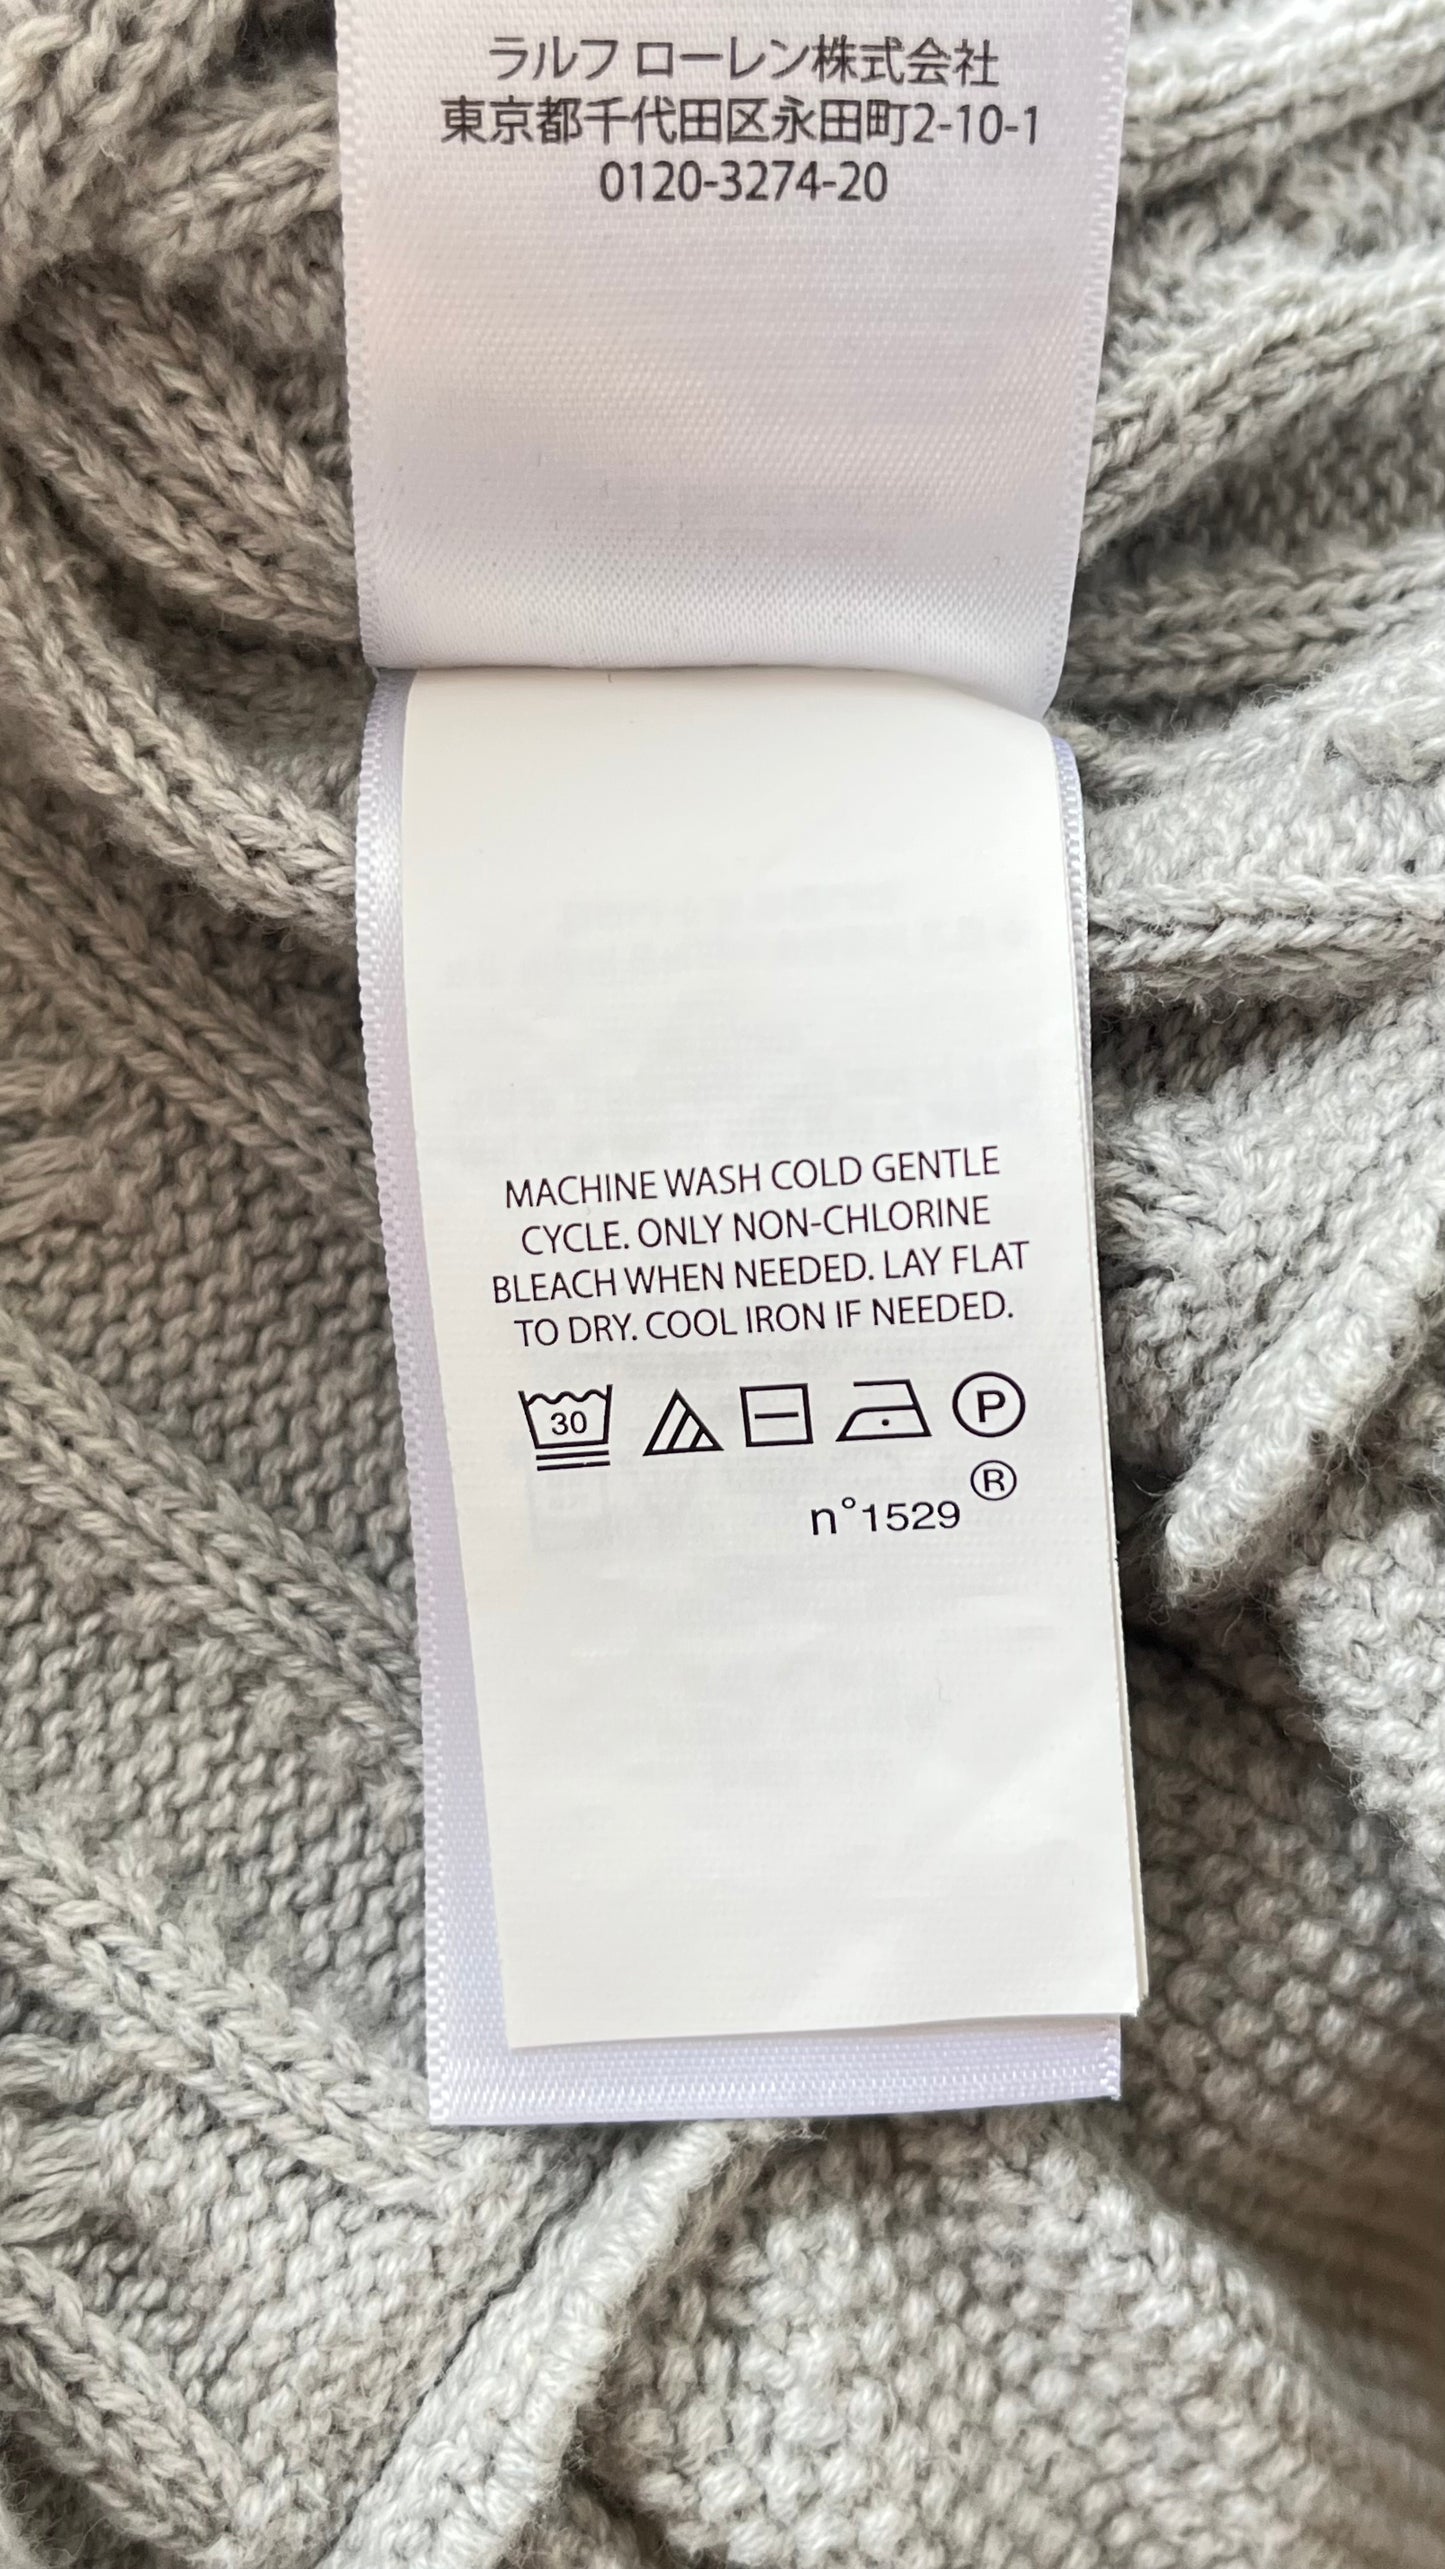 ラルフ ローレン株式会社
東京都千代田区永田町2-10-1
0120-3274-20
MACHINE WASH COLD GENTLE
CYCLE. ONLY NON-CHLORINE
BLEACH WHEN NEEDED. LAY FLAT
TO DRY. COOL IRON IF NEEDED.
30 P
n°1529 ®